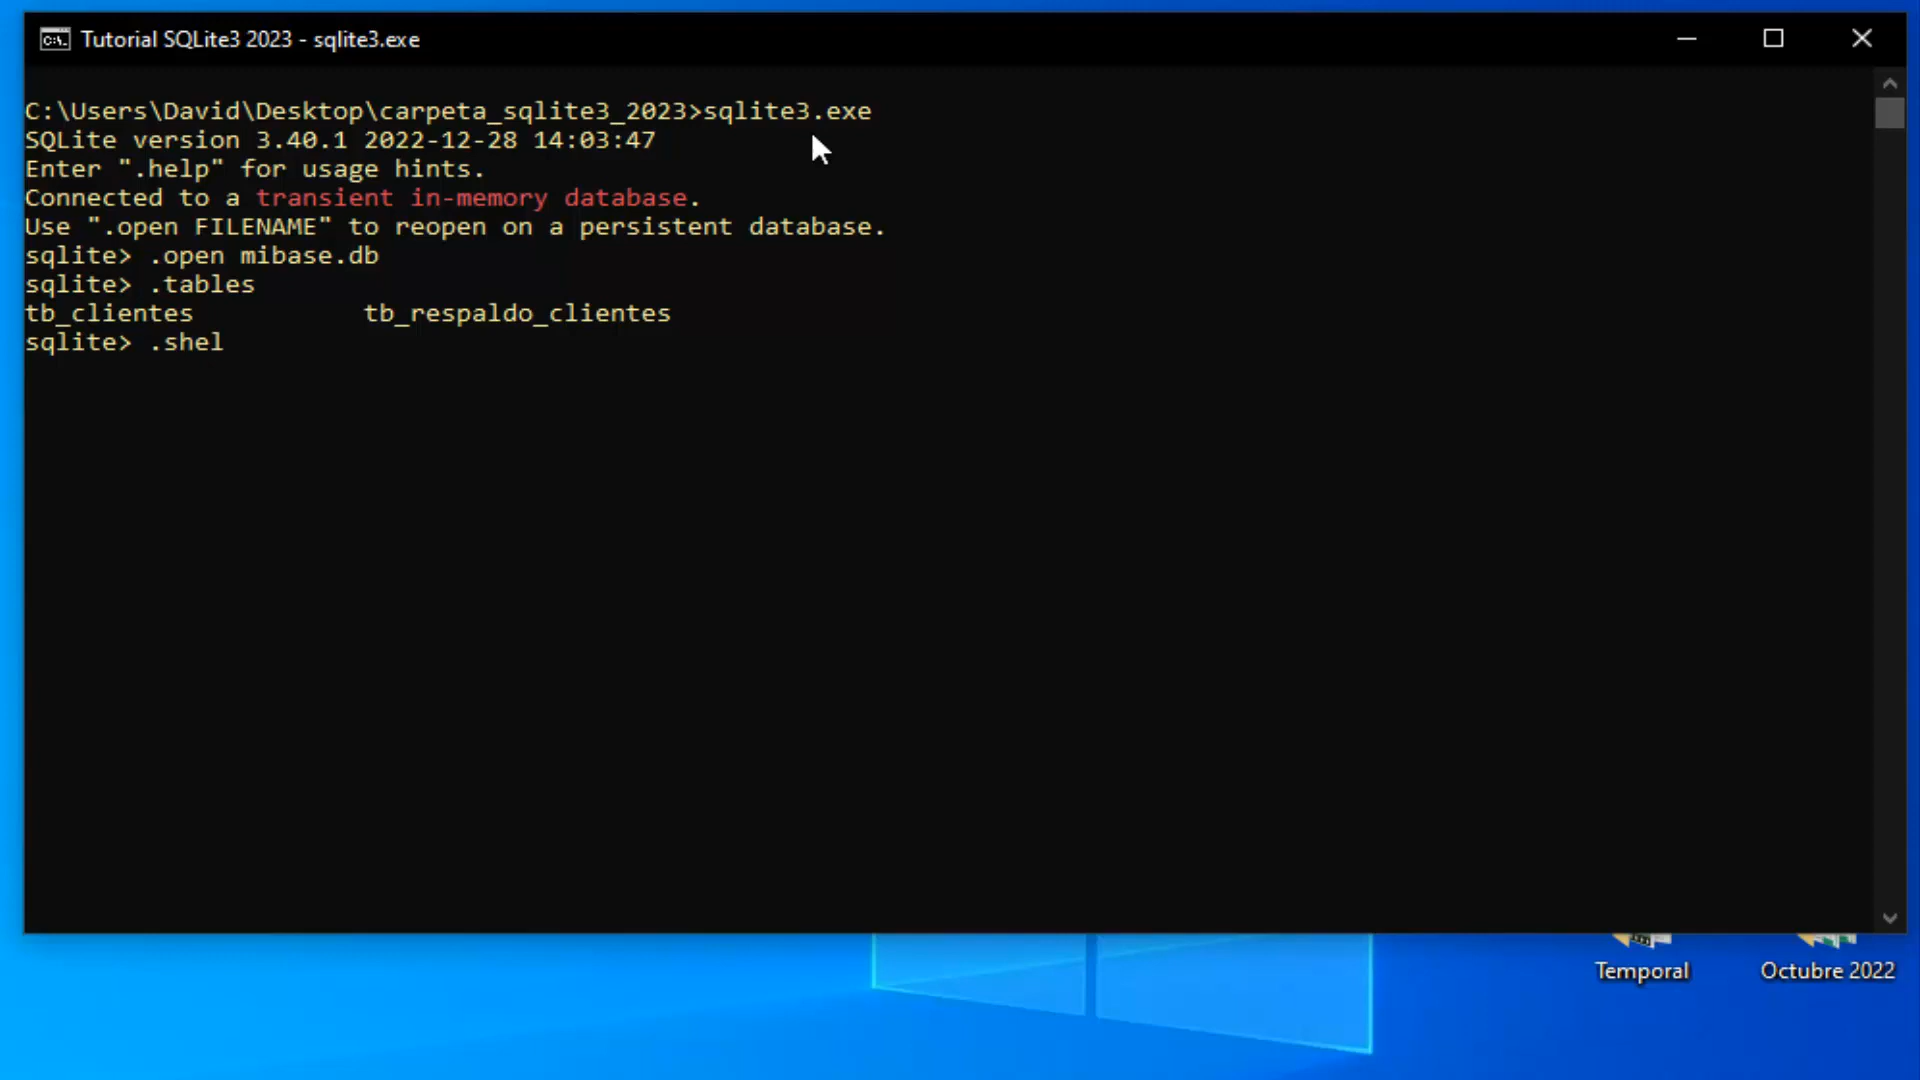 Tutorial SQLite3 2023 - sqlite3.exe
C:\Users\David\Desktop\carpeta_sqlite3_2023>sqlite3.exe
SQLite version 3.40.1 2022-12-28 14:03:47
Enter ".help" for usage hints.
Connected to a transient in-memory database.
Use ".open FILENAME" to reopen on a persistent database.
sqlite> .open mibase.db
sqlite> .tables
tb_clientes           tb_respaldo_clientes
sqlite> .shel
Temporal
Octubre 2022